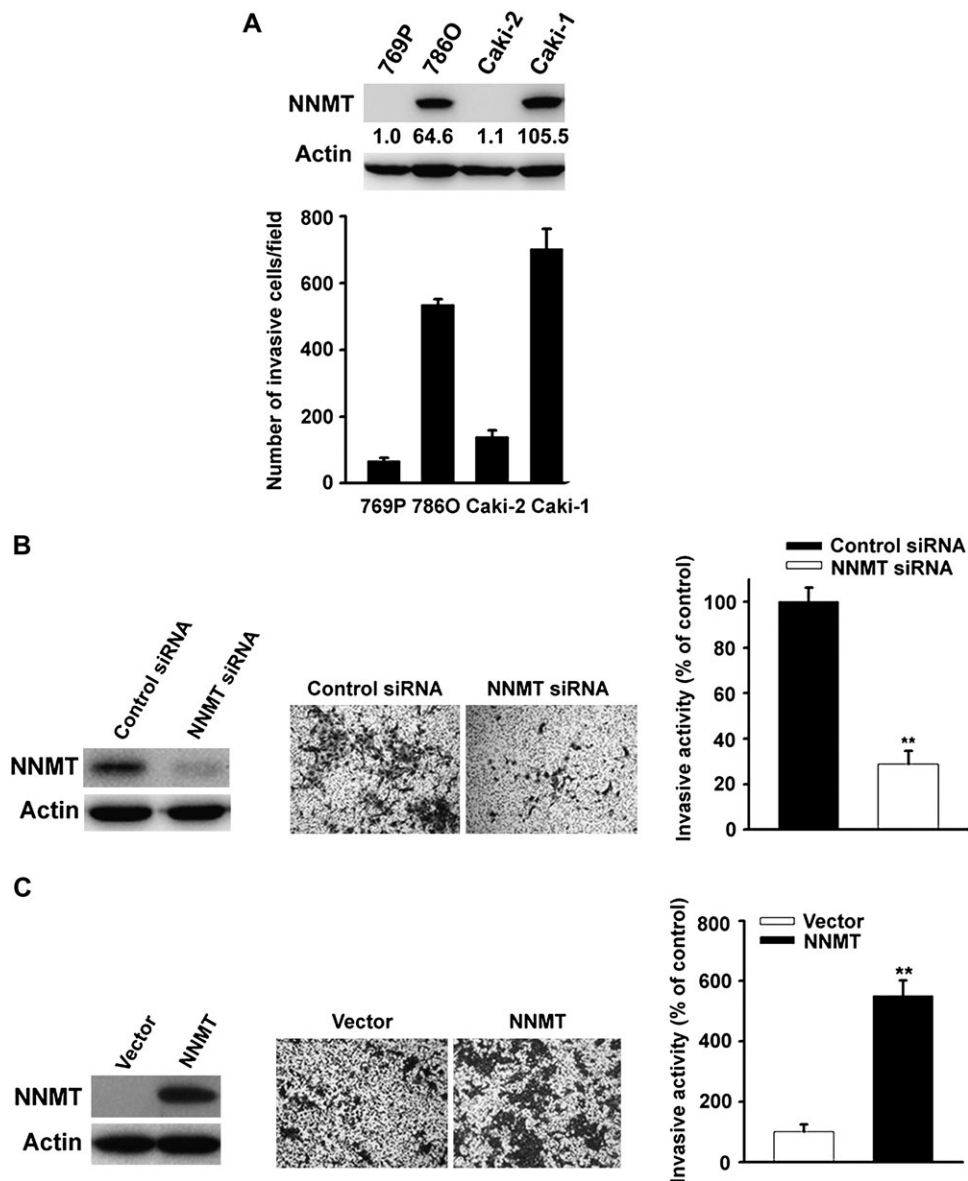 A
769P 786O Caki-2 Caki-1
NNMT
1.0 64.6 1.1 105.5
Actin
Number of invasive cells/field
800
600
400
200
0
769P 786O Caki-2 Caki-1
B
Control siRNA NNMT siRNA
NNMT
Actin
Control siRNA NNMT siRNA
Control siRNA
NNMT siRNA
Invasive activity (% of control)
100
80
60
40
20
0
**
C
Vector NNMT
NNMT
Actin
Vector NNMT
Vector
NNMT
Invasive activity (% of control)
800
600
400
200
0
**